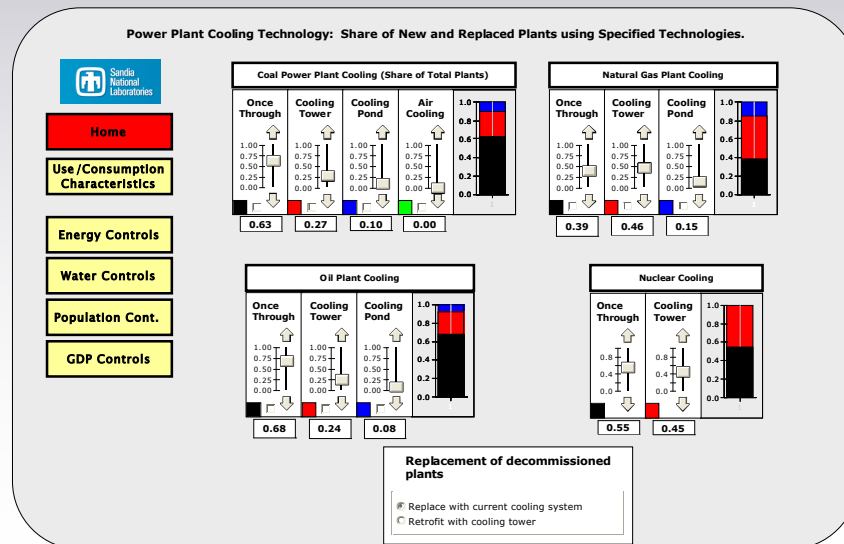 Power Plant Cooling Technology: Share of New and Replaced Plants using Specified Technologies.
Sandia
National
Laboratories
Home
Use/Consumption
Characteristics
Energy Controls
Water Controls
Population Cont.
GDP Controls
Coal Power Plant Cooling (Share of Total Plants)
Once
Through
Cooling
Tower
Cooling
Pond
Air
Cooling
1.00
0.75
0.50
0.25
0.00
1.00
0.75
0.50
0.25
0.00
1.00
0.75
0.50
0.25
0.00
1.00
0.75
0.50
0.25
0.00
1.0
0.8
0.6
0.4
0.2
0.0
0.63
0.27
0.10
0.00
Natural Gas Plant Cooling
Once
Through
Cooling
Tower
Cooling
Pond
1.00
0.75
0.50
0.25
0.00
1.00
0.75
0.50
0.25
0.00
1.00
0.75
0.50
0.25
0.00
1.0
0.8
0.6
0.4
0.2
0.0
0.39
0.46
0.15
Oil Plant Cooling
Once
Through
Cooling
Tower
Cooling
Pond
1.00
0.75
0.50
0.25
0.00
1.00
0.75
0.50
0.25
0.00
1.00
0.75
0.50
0.25
0.00
1.0
0.8
0.6
0.4
0.2
0.0
0.68
0.24
0.08
Nuclear Cooling
Once
Through
Cooling
Tower
0.8
0.4
0.0
0.8
0.4
0.0
1.0
0.8
0.6
0.4
0.2
0.0
0.55
0.45
Replacement of decommissioned
plants
Replace with current cooling system
Retrofit with cooling tower